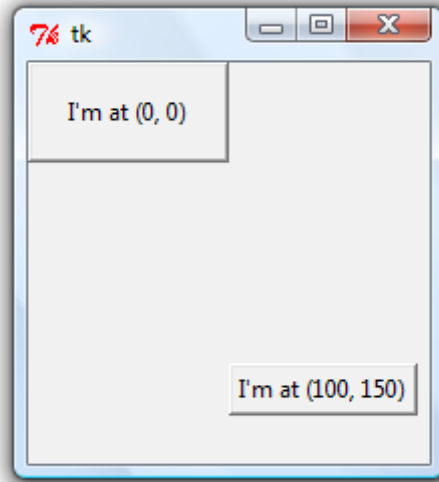 tk
I'm at (0, 0)
I'm at (100, 150)